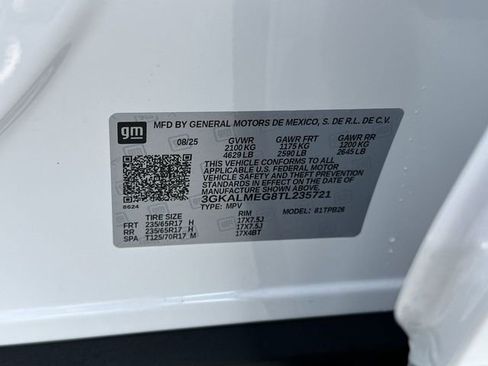 gm
MFD BY GENERAL MOTORS DE MEXICO, S. DE R.L. DE C.V.
08/25 GVWR GAWR FRT GAWR RR
2100 KG 1175 KG 1200 KG
4629 LB 2590 LB 2645 LB
THIS VEHICLE CONFORMS TO ALL
APPLICABLE U.S. FEDERAL MOTOR
VEHICLE SAFETY AND THEFT PREVENTION
STANDARDS IN EFFECT ON THE DATE OF
MANUFACTURE SHOWN ABOVE.
3GKALMEG8TL235721
8624 TYPE: MPV MODEL: 81TPB26
TIRE SIZE RIM
FRT 235/65R17 H 17X7.5J
RR 235/65R17 H 17X7.5J
SPA T125/70R17 M 17X4BT